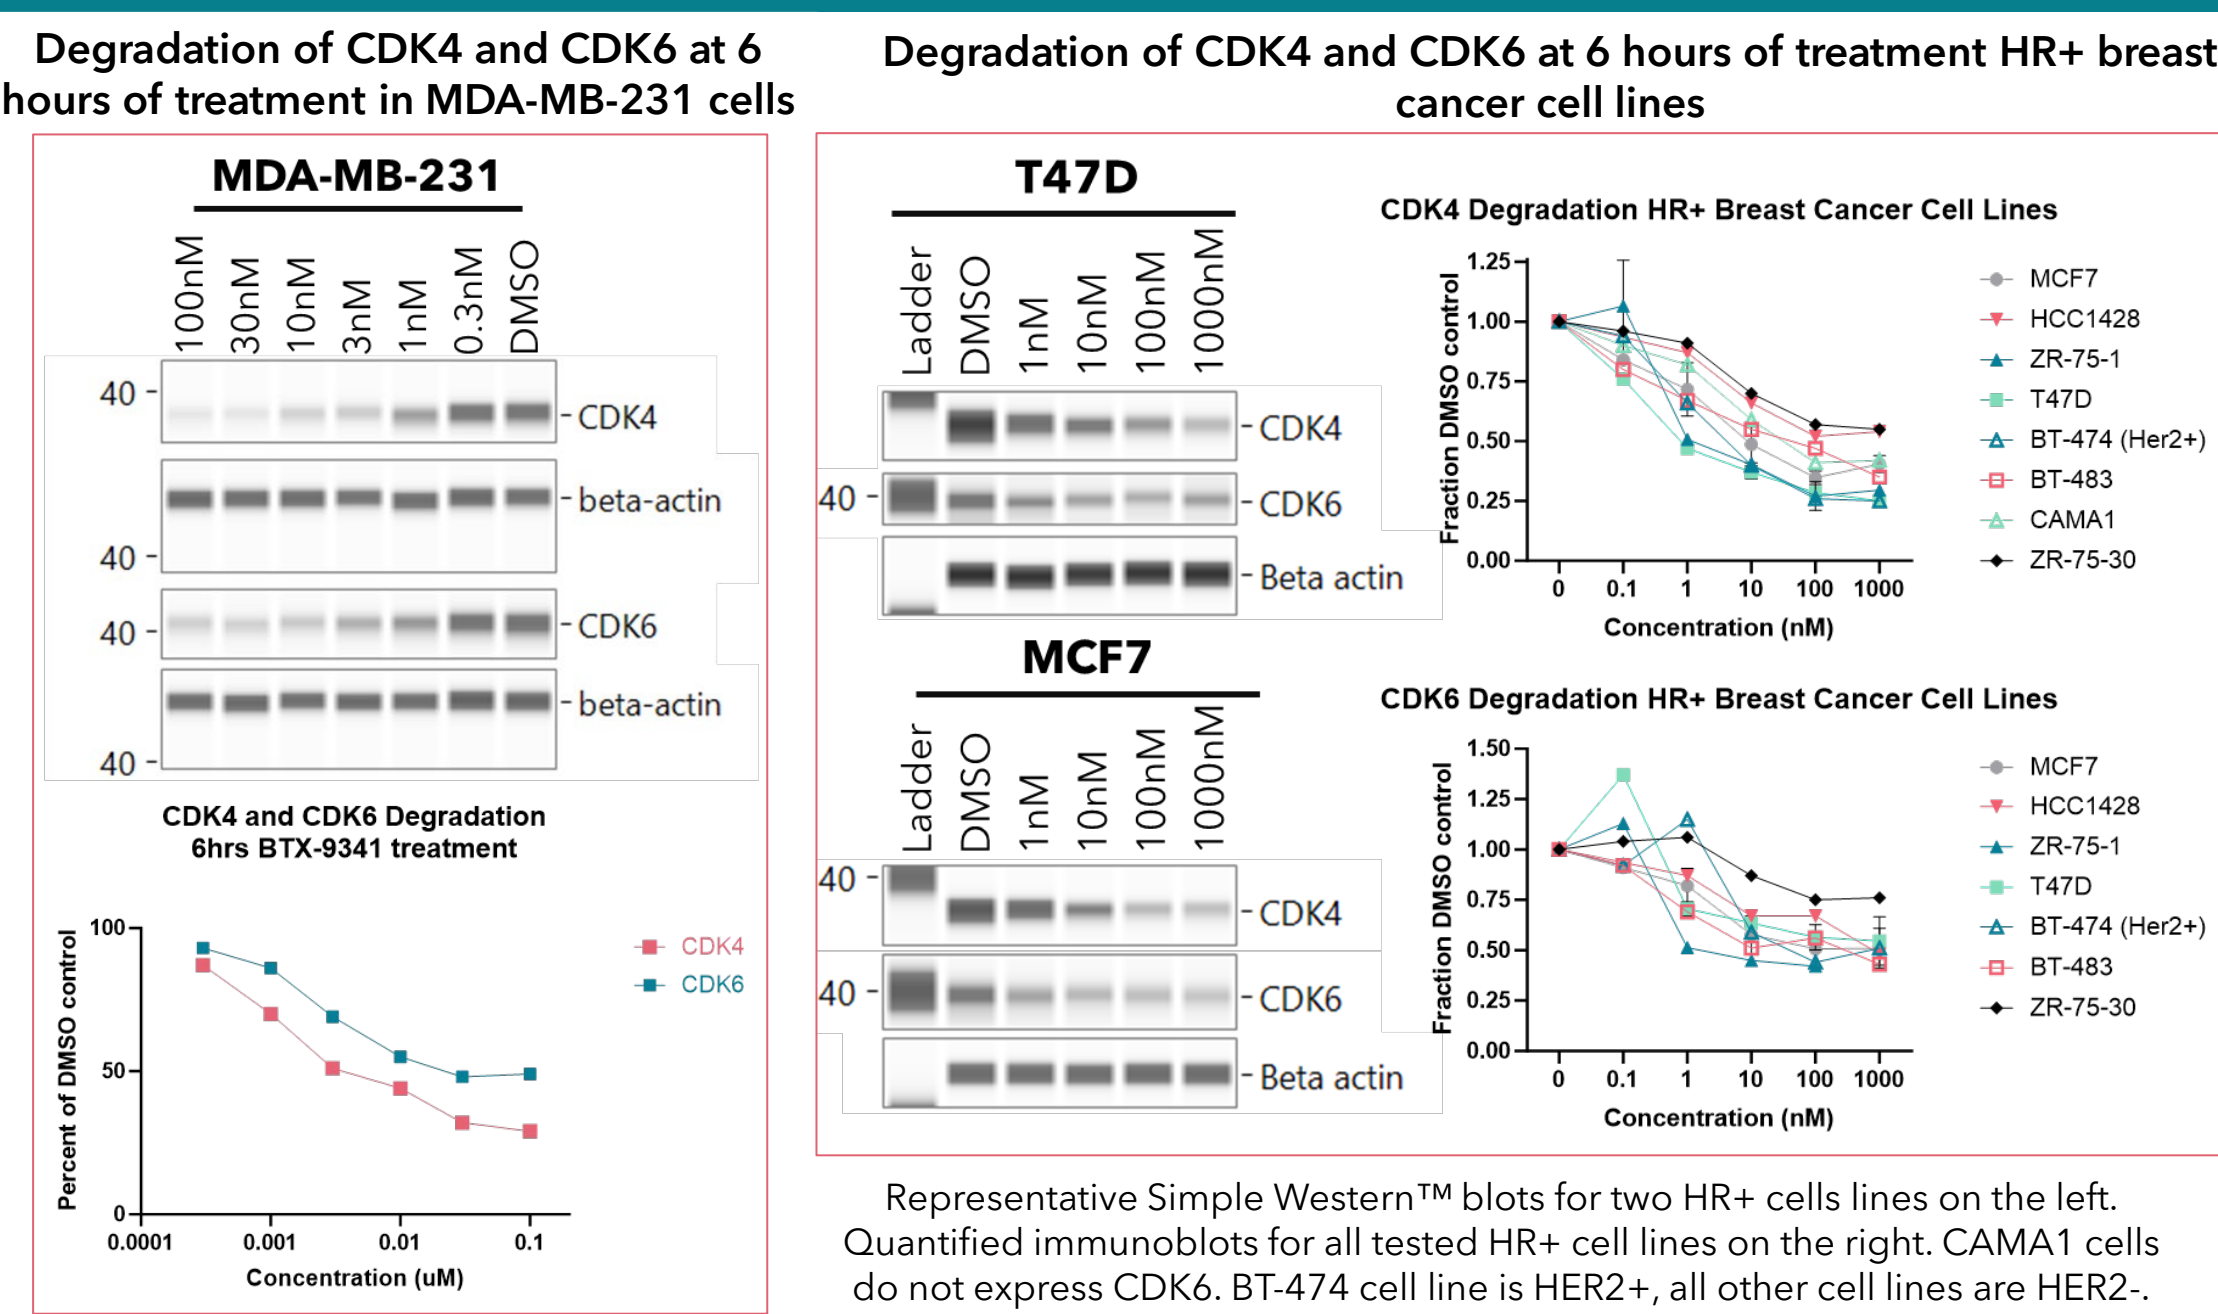 Degradation of CDK4 and CDK6 at 6
hours of treatment in MDA-MB-231 cells
MDA-MB-231
100nM
30nM
10nM
3nM
1nM
0.3nM
DMSO
40
CDK4
beta-actin
40
40
CDK6
beta-actin
40
CDK4 and CDK6 Degradation
6hrs BTX-9341 treatment
Percent of DMSO control
100
50
0
0.0001
0.001
0.01
0.1
Concentration (uM)
CDK4
CDK6
Degradation of CDK4 and CDK6 at 6 hours of treatment HR+ breast
cancer cell lines
T47D
Ladder
DMSO
1nM
10nM
100nM
1000nM
CDK4
40
CDK6
Beta actin
MCF7
Ladder
DMSO
1nM
10nM
100nM
1000nM
40
CDK4
40
CDK6
Beta actin
CDK4 Degradation HR+ Breast Cancer Cell Lines
Fraction DMSO control
1.25
1.00
0.75
0.50
0.25
0.00
0
0.1
1
10
100
1000
Concentration (nM)
MCF7
HCC1428
ZR-75-1
T47D
BT-474 (Her2+)
BT-483
CAMA1
ZR-75-30
CDK6 Degradation HR+ Breast Cancer Cell Lines
Fraction DMSO control
1.50
1.25
1.00
0.75
0.50
0.25
0.00
0
0.1
1
10
100
1000
Concentration (nM)
MCF7
HCC1428
ZR-75-1
T47D
BT-474 (Her2+)
BT-483
ZR-75-30
Representative Simple Western™ blots for two HR+ cells lines on the left.
Quantified immunoblots for all tested HR+ cell lines on the right. CAMA1 cells
do not express CDK6. BT-474 cell line is HER2+, all other cell lines are HER2-.